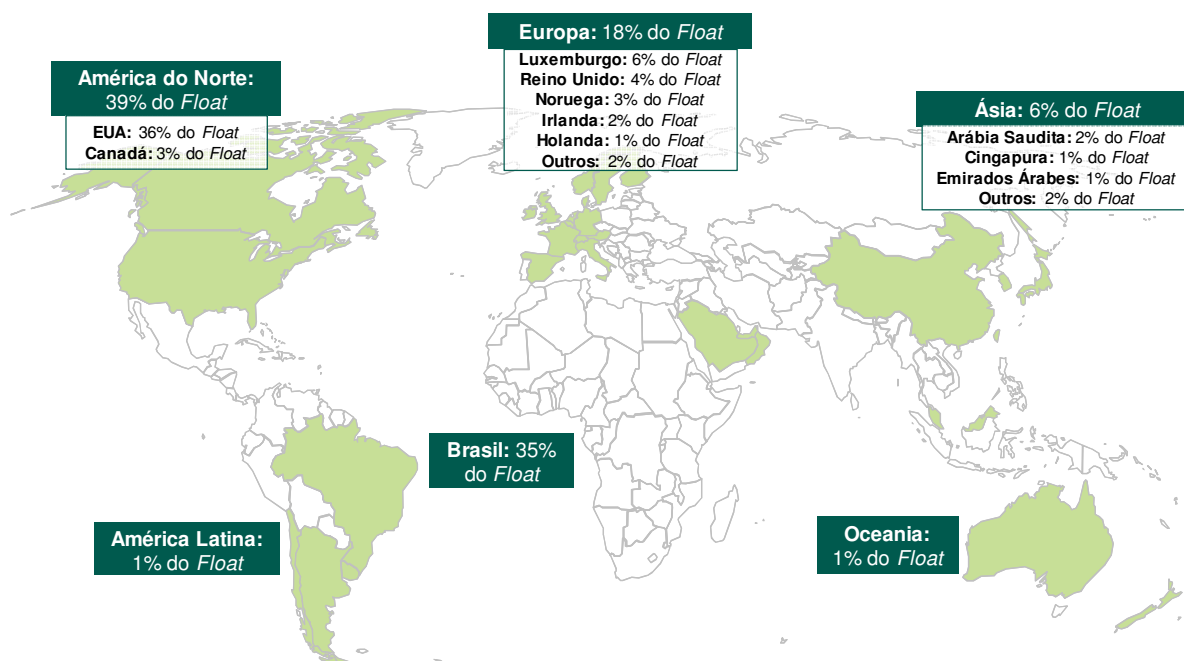 América do Norte:
39% do Float
EUA: 36% do Float
Canadá: 3% do Float
Europa: 18% do Float
Luxemburgo: 6% do Float
Reino Unido: 4% do Float
Noruega: 3% do Float
Irlanda: 2% do Float
Holanda: 1% do Float
Outros: 2% do Float
Ásia: 6% do Float
Arábia Saudita: 2% do Float
Cingapura: 1% do Float
Emirados Árabes: 1% do Float
Outros: 2% do Float
Brasil: 35%
do Float
América Latina:
1% do Float
Oceania:
1% do Float